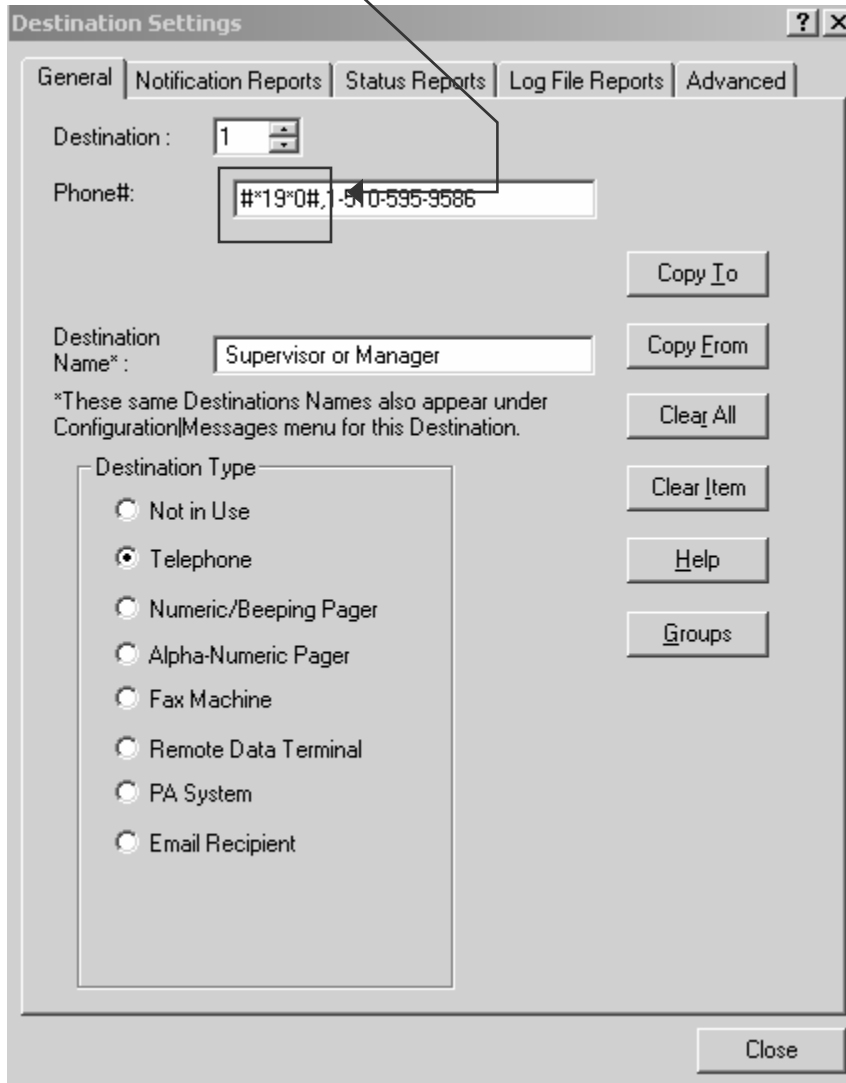 Destination Settings
General Notification Reports Status Reports Log File Reports Advanced
Destination : 1
Phone#: #*19*0#,1-510-595-9586
Copy To
Destination
Name* : Supervisor or Manager
Copy From
*These same Destinations Names also appear under
Configuration|Messages menu for this Destination.
Clear All
Destination Type
Clear Item
Not in Use
Telephone
Help
Numeric/Beeping Pager
Groups
Alpha-Numeric Pager
Fax Machine
Remote Data Terminal
PA System
Email Recipient
Close